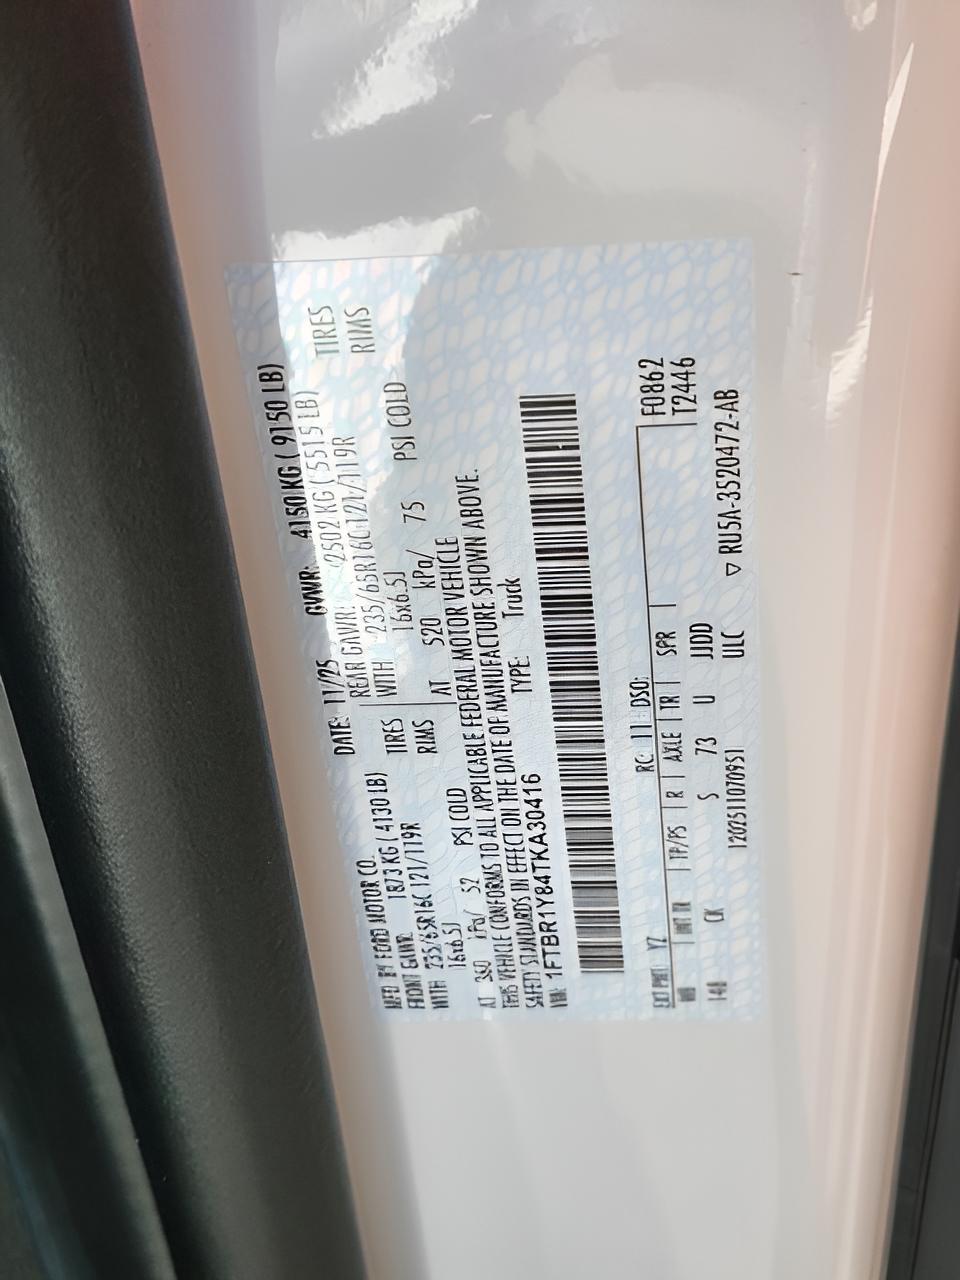 MFD. BY FORD MOTOR CO.
DATE: 11/25 GVWR: 4150 KG ( 9150 LB)
FRONT GAWR: 1873 KG ( 4130 LB) REAR GAWR: 2502 KG ( 5515 LB)
WITH 235/65R16C 121/119R TIRES WITH 235/65R16C 121/119R TIRES
16x6.5J RIMS 16x6.5J RIMS
AT 360 kPa/ 52 PSI COLD AT 520 kPa/ 75 PSI COLD
THIS VEHICLE CONFORMS TO ALL APPLICABLE FEDERAL MOTOR VEHICLE
SAFETY STANDARDS IN EFFECT ON THE DATE OF MANUFACTURE SHOWN ABOVE.
VIN: 1FTBR1Y84TKA30416 TYPE: Truck
F0862
T2446
EXT PNT: YZ RC: 11 DSO:
WB INT TR TP/PS R AXLE TR SPR
148 CK S 73 U JJDD
1202511070951 ULC ▽ RU5A-3520472-AB